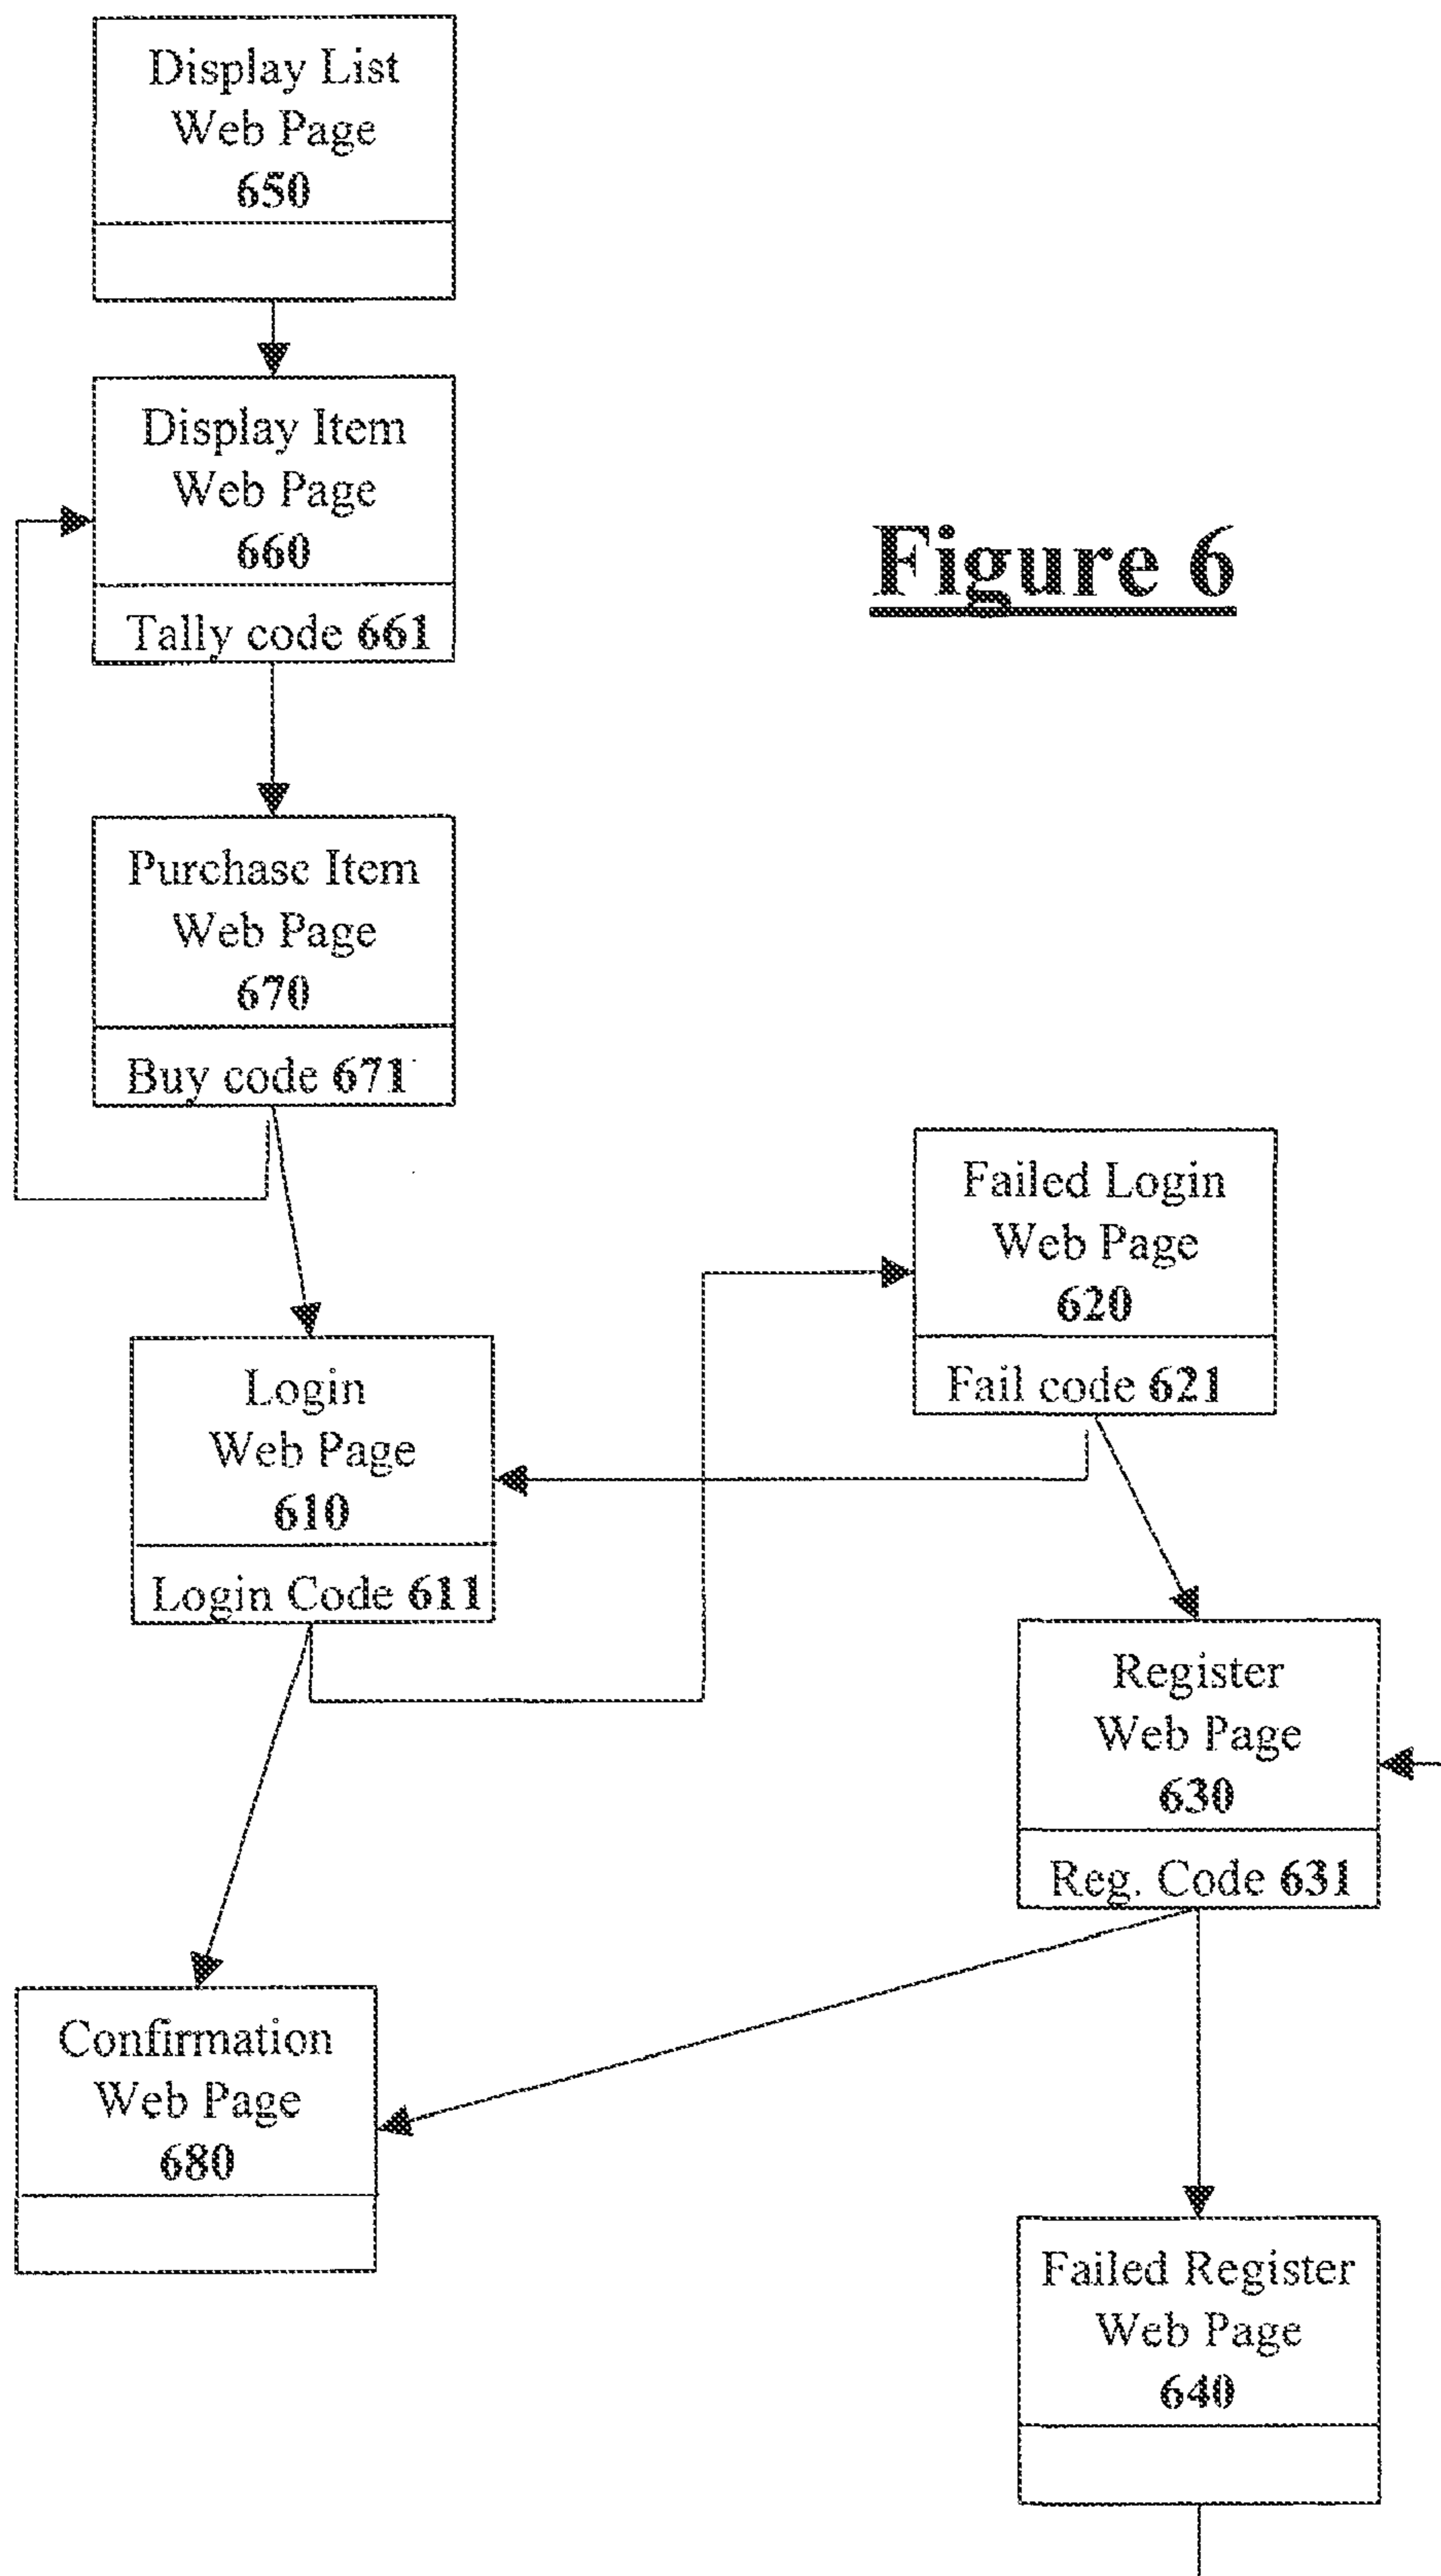 Display List
Web Page
650
Display Item
Web Page
660
Tally code 661
Figure 6
Purchase Item
Web Page
670
Buy code 671
Failed Login
Web Page
620
Fail code 621
Login
Web Page
610
Login Code 611
Register
Web Page
630
Reg. Code 631
Confirmation
Web Page
680
Failed Register
Web Page
640